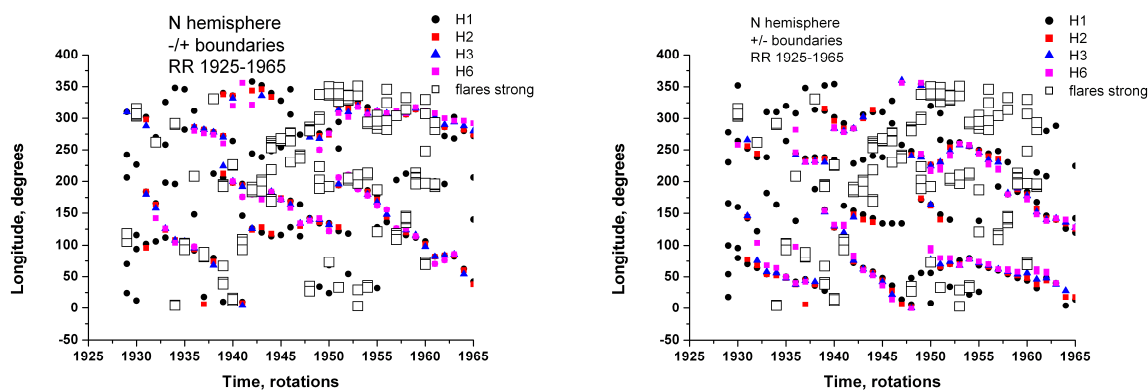 N hemisphere
-/+ boundaries
RR 1925-1965
H1
H2
H3
H6
flares strong
400
350
300
250
200
150
100
50
0
-50
1925 1930 1935 1940 1945 1950 1955 1960 1965
Longitude, degrees
Time, rotations
N hemisphere
+/- boundaries
RR 1925-1965
H1
H2
H3
H6
flares strong
400
350
300
250
200
150
100
50
0
-50
1925 1930 1935 1940 1945 1950 1955 1960 1965
Longitude, degrees
Time, rotations